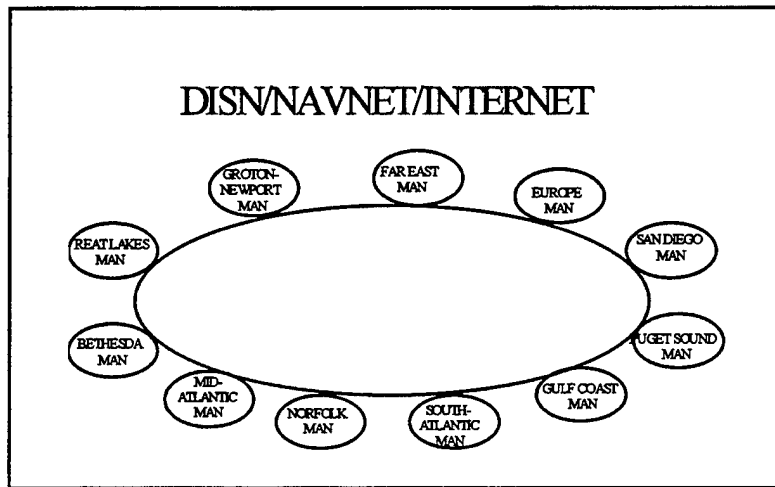 DISN/NAVNET/INTERNET
GROTON-
NEWPORT
MAN
FAR EAST
MAN
EUROPE
MAN
REAT LAKES
MAN
SAN DIEGO
MAN
BETHESDA
MAN
PUGET SOUND
MAN
MID-
ATLANTIC
MAN
NORFOLK
MAN
SOUTH-
ATLANTIC
MAN
GULF COAST
MAN